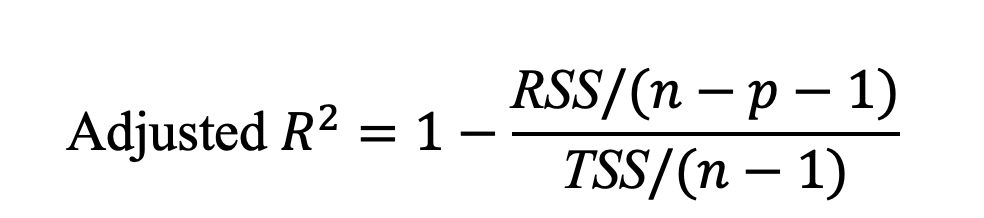 Adjusted R² = 1 − RSS/(n − p − 1)
TSS/(n − 1)